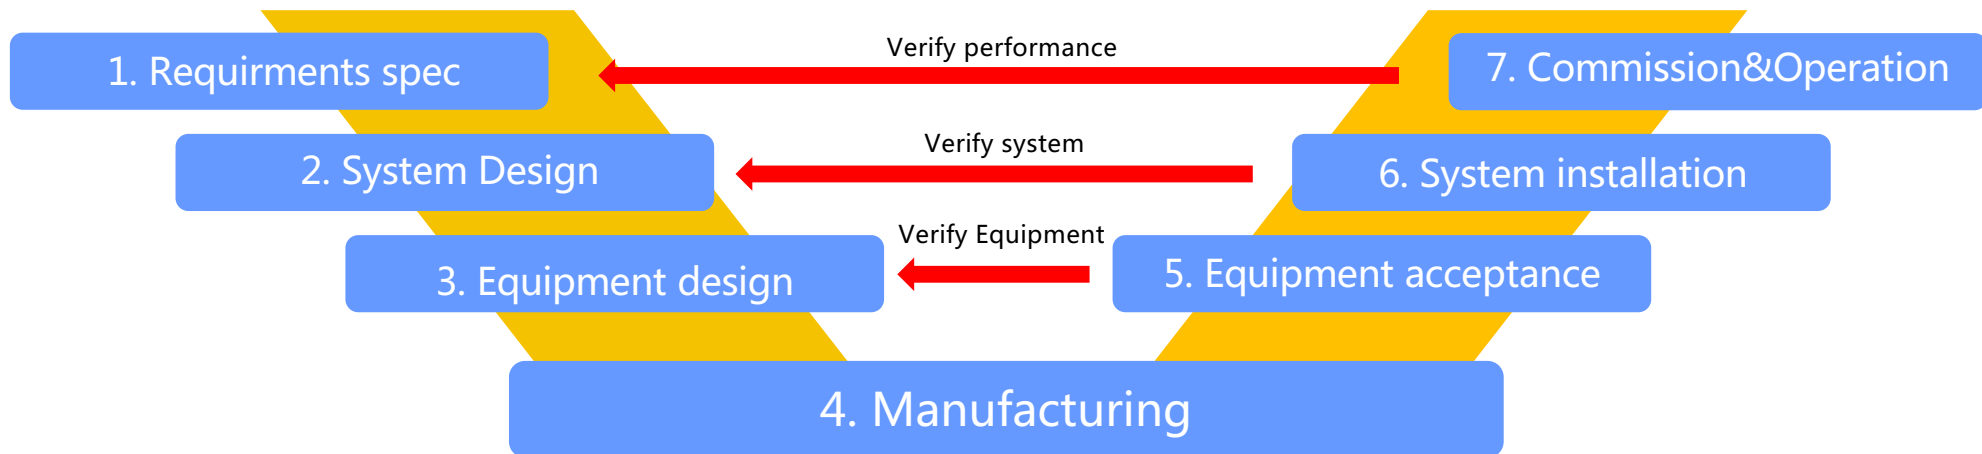 1. Requirments spec
Verify performance
7. Commission&Operation
2. System Design
Verify system
6. System installation
3. Equipment design
Verify Equipment
5. Equipment acceptance
4. Manufacturing